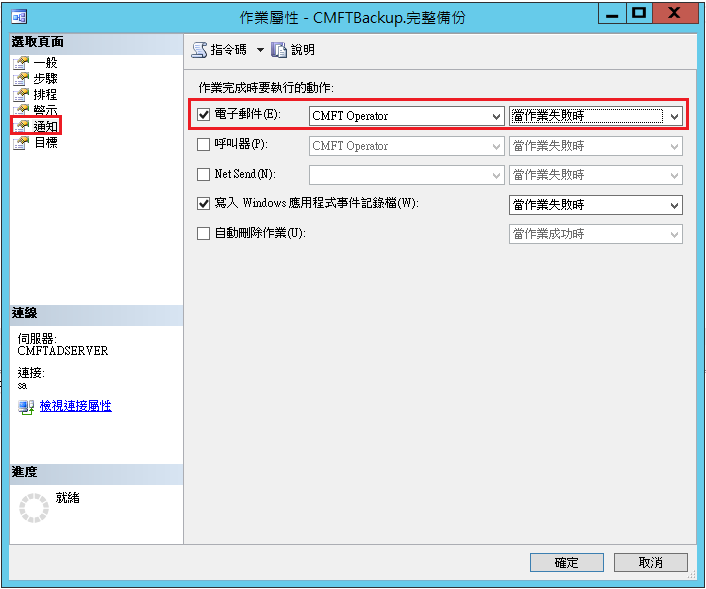 作業屬性 - CMFTBackup.完整備份
選取頁面
一般
步驟
排程
警示
通知
目標
指令碼 說明
作業完成時要執行的動作:
電子郵件(E): CMFT Operator 當作業失敗時
呼叫器(P): CMFT Operator 當作業失敗時
Net Send(N): 當作業失敗時
寫入 Windows 應用程式事件記錄檔(W): 當作業失敗時
自動刪除作業(U): 當作業成功時
連線
伺服器:
CMFTADSERVER
連接:
sa
檢視連接屬性
進度
就緒
確定 取消